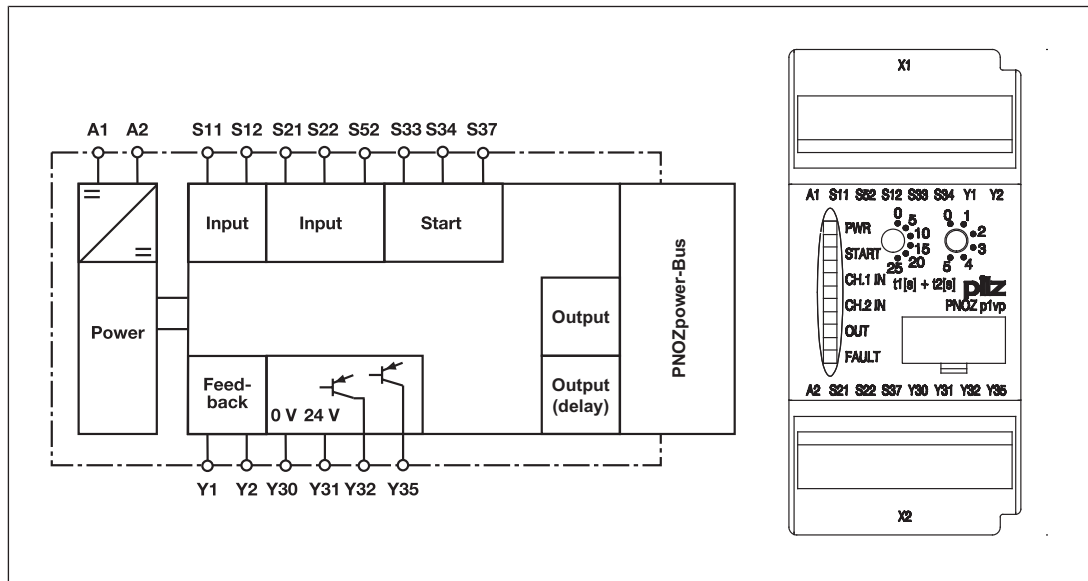 A1 A2 S11 S12 S21 S22 S52 S33 S34 S37
=
=
Input Input Start
Power
Output
PNOZpower-Bus
Feed-
back
0 V 24 V
Output
(delay)
Y1 Y2 Y30 Y31 Y32 Y35
X1
A1 S11 S52 S12 S33 S34 Y1 Y2
PWR
START
CH.1 IN
CH.2 IN
OUT
FAULT
0 5 10 15 20 25
0 1 2 3 4 5
t1[s] + t2[s]
pilz
PNOZ p1vp
A2 S21 S22 S37 Y30 Y31 Y32 Y35
X2